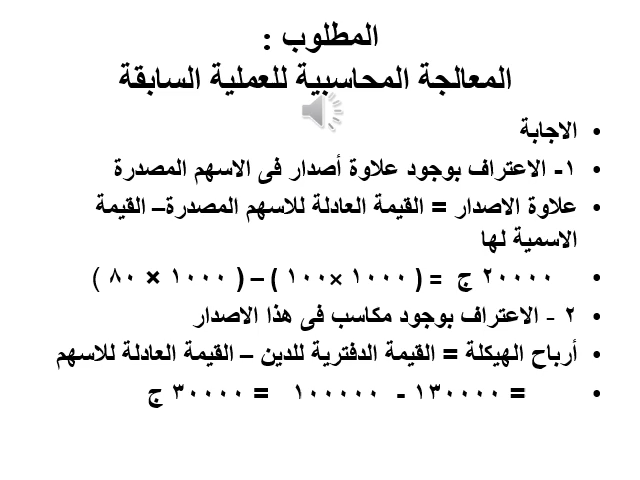 المطلوب :
المعالجة المحاسبية للعملية السابقة
• الاجابة
• ١- الاعتراف بوجود علاوة أصدار فى الاسهم المصدرة
• علاوة الاصدار = القيمة العادلة للاسهم المصدرة– القيمة
الاسمية لها
• ٢٠٠٠٠ ج = ( ١٠٠٠ ×١٠٠ ) – ( ١٠٠٠ × ٨٠ )
• ٢ - الاعتراف بوجود مكاسب فى هذا الاصدار
• أرباح الهيكلة = القيمة الدفترية للدين – القيمة العادلة للاسهم
• = ١٣٠٠٠٠ - ١٠٠٠٠٠ = ٣٠٠٠٠ ج